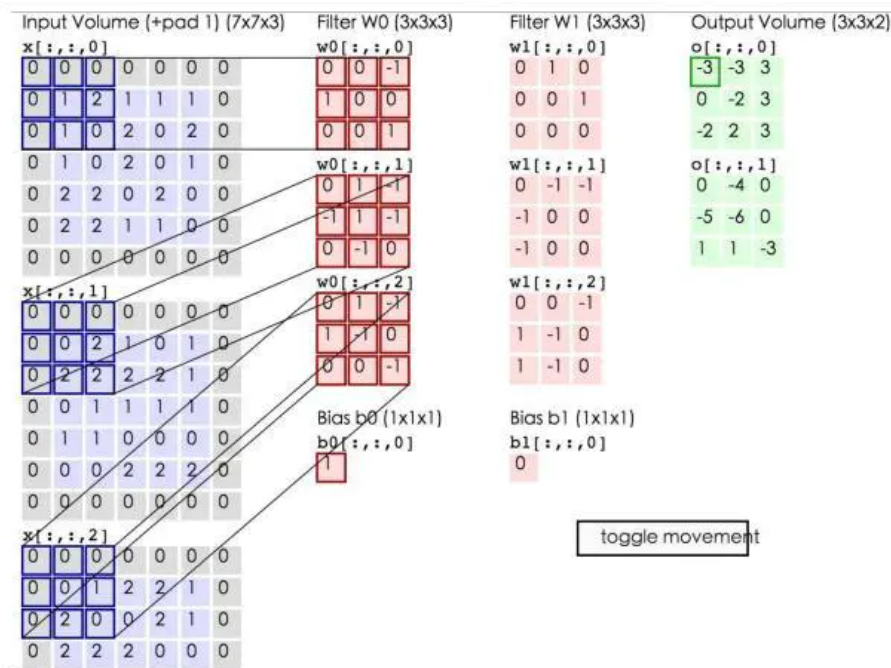 Input Volume (+pad 1) (7x7x3) Filter W0 (3x3x3) Filter W1 (3x3x3) Output Volume (3x3x2)
x[:,:,0] w0[:,:,0] w1[:,:,0] o[:,:,0]
0 0 0 0 0 0 0 0 0 -1 0 1 0 -3 -3 3
0 1 2 1 1 1 0 1 0 0 0 0 1 0 -2 3
0 1 0 2 0 2 0 0 0 1 0 0 0 -2 2 3
0 1 0 2 0 1 0 w0[:,:,1] w1[:,:,1] o[:,:,1]
0 2 2 0 2 0 0 0 1 -1 0 -1 -1 0 -4 0
0 2 2 1 1 0 0 -1 1 -1 -1 0 0 -5 -6 0
0 0 0 0 0 0 0 0 -1 0 -1 0 0 1 1 -3
x[:,:,1] w0[:,:,2] w1[:,:,2]
0 0 0 0 0 0 0 0 1 -1 0 0 -1
0 0 2 1 0 1 0 1 -1 0 1 -1 0
0 2 2 2 2 1 0 0 0 -1 1 -1 0
0 0 1 1 1 1 0 Bias b0 (1x1x1) Bias b1 (1x1x1)
0 1 1 0 0 0 0 b0[:,:,0] b1[:,:,0]
0 0 0 2 2 2 0 1 0
0 0 0 0 0 0 0
x[:,:,2] toggle movement
0 0 0 0 0 0 0
0 0 1 2 2 1 0
0 2 0 0 2 1 0
0 2 2 2 0 0 0